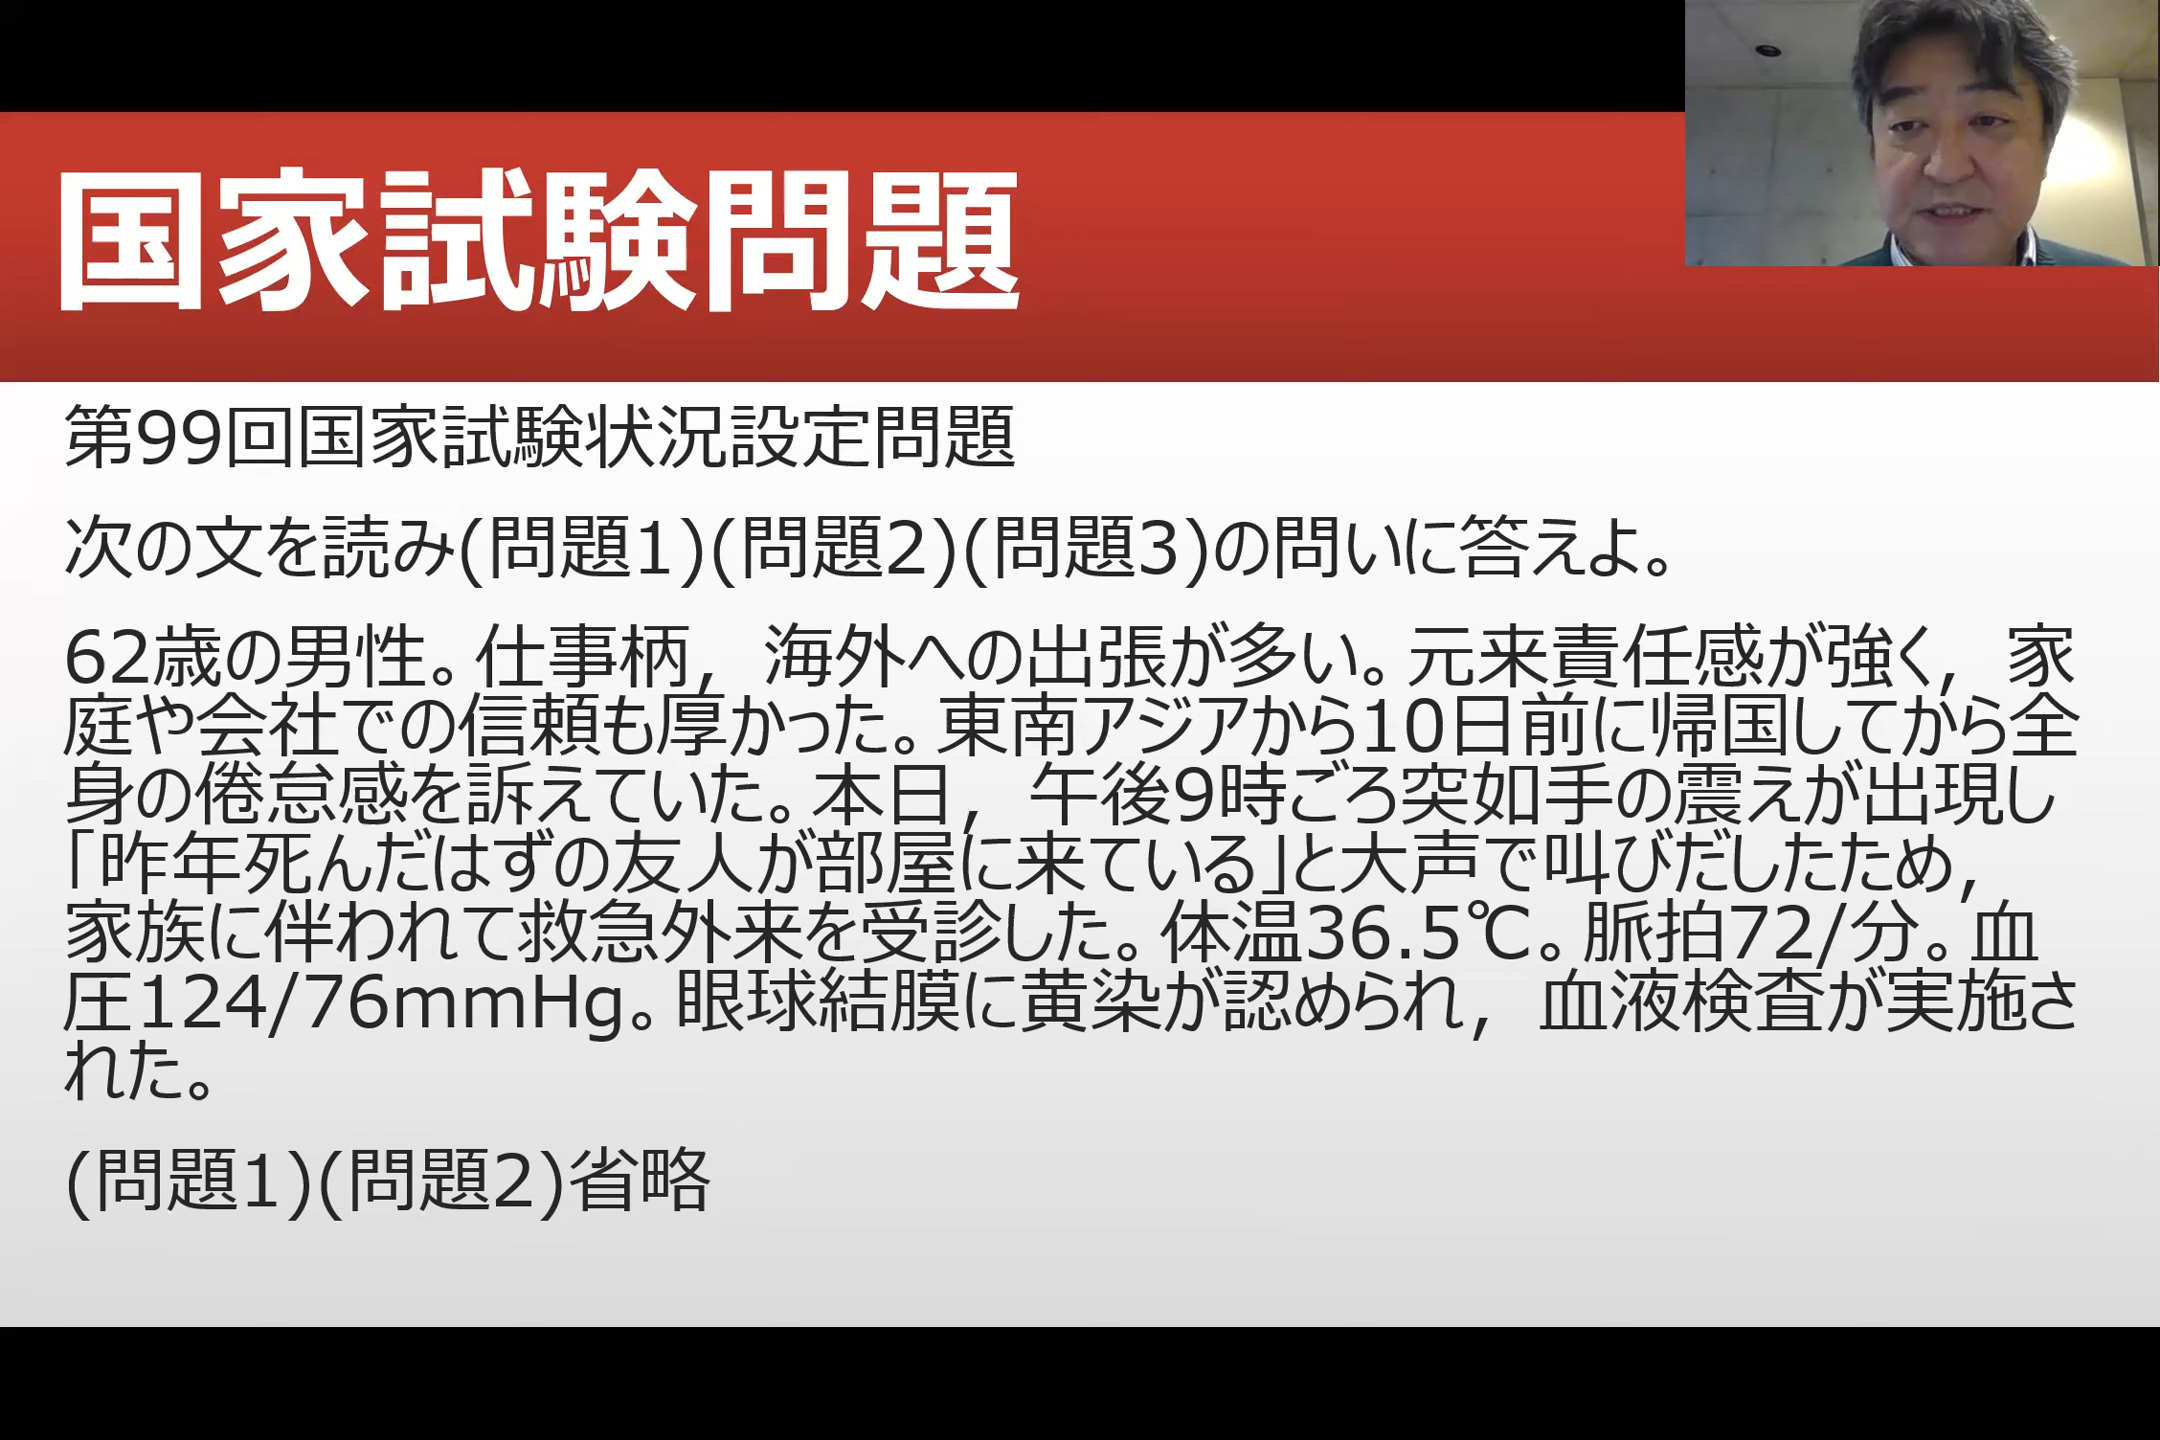 国家試験問題
第99回国家試験状況設定問題
次の文を読み(問題1)(問題2)(問題3)の問いに答えよ。
62歳の男性。仕事柄，海外への出張が多い。元来責任感が強く，家
庭や会社での信頼も厚かった。東南アジアから10日前に帰国してから全
身の倦怠感を訴えていた。本日，午後9時ごろ突如手の震えが出現し
「昨年死んだはずの友人が部屋に来ている」と大声で叫びだしたため，
家族に伴われて救急外来を受診した。体温36.5℃。脈拍72/分。血
圧124/76mmHg。眼球結膜に黄染が認められ，血液検査が実施さ
れた。
(問題1)(問題2)省略